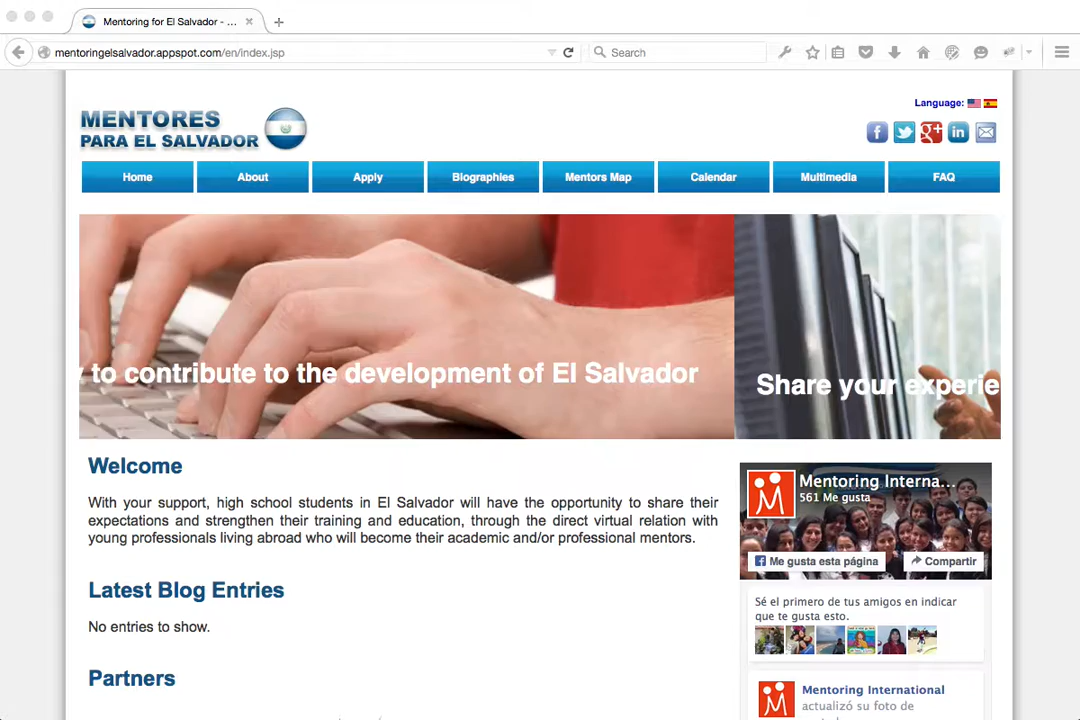 Mentoring for El Salvador - ...
mentoringelsalvador.appspot.com/en/index.jsp
Search
Language:
MENTORES
PARA EL SALVADOR
Home
About
Apply
Biographies
Mentors Map
Calendar
Multimedia
FAQ
to contribute to the development of El Salvador
Share your experie
Welcome
With your support, high school students in El Salvador will have the opportunity to share their
expectations and strengthen their training and education, through the direct virtual relation with
young professionals living abroad who will become their academic and/or professional mentors.
Latest Blog Entries
No entries to show.
Partners
Mentoring Interna...
561 Me gusta
Me gusta esta página
Compartir
Sé el primero de tus amigos en indicar
que te gusta esto.
Mentoring International
actualizó su foto de